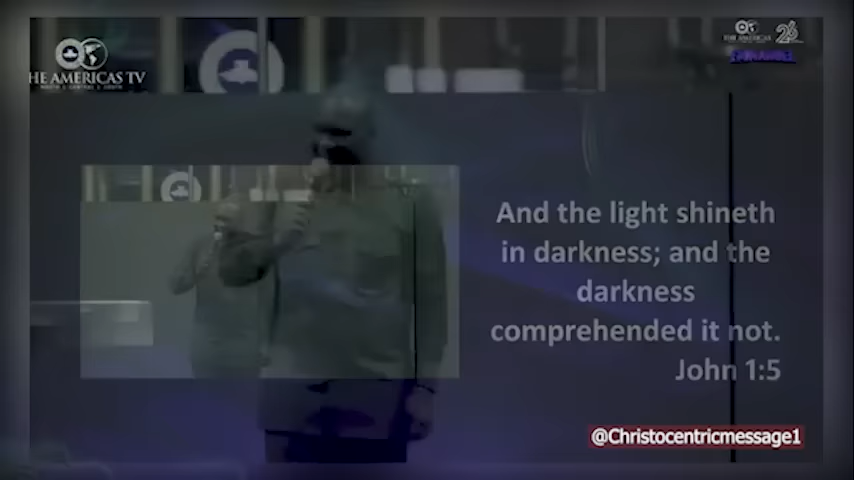 HE AMERICAS TV
26
And the light shineth
in darkness; and the
darkness
comprehended it not.
John 1:5
@Christocentricmessage1